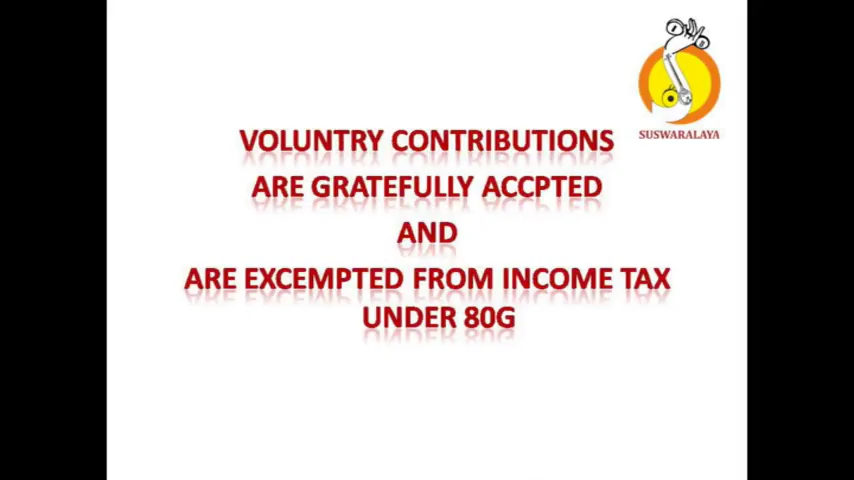 SUSWARALAYA
VOLUNTRY CONTRIBUTIONS
ARE GRATEFULLY ACCPTED
AND
ARE EXCEMPTED FROM INCOME TAX
UNDER 80G